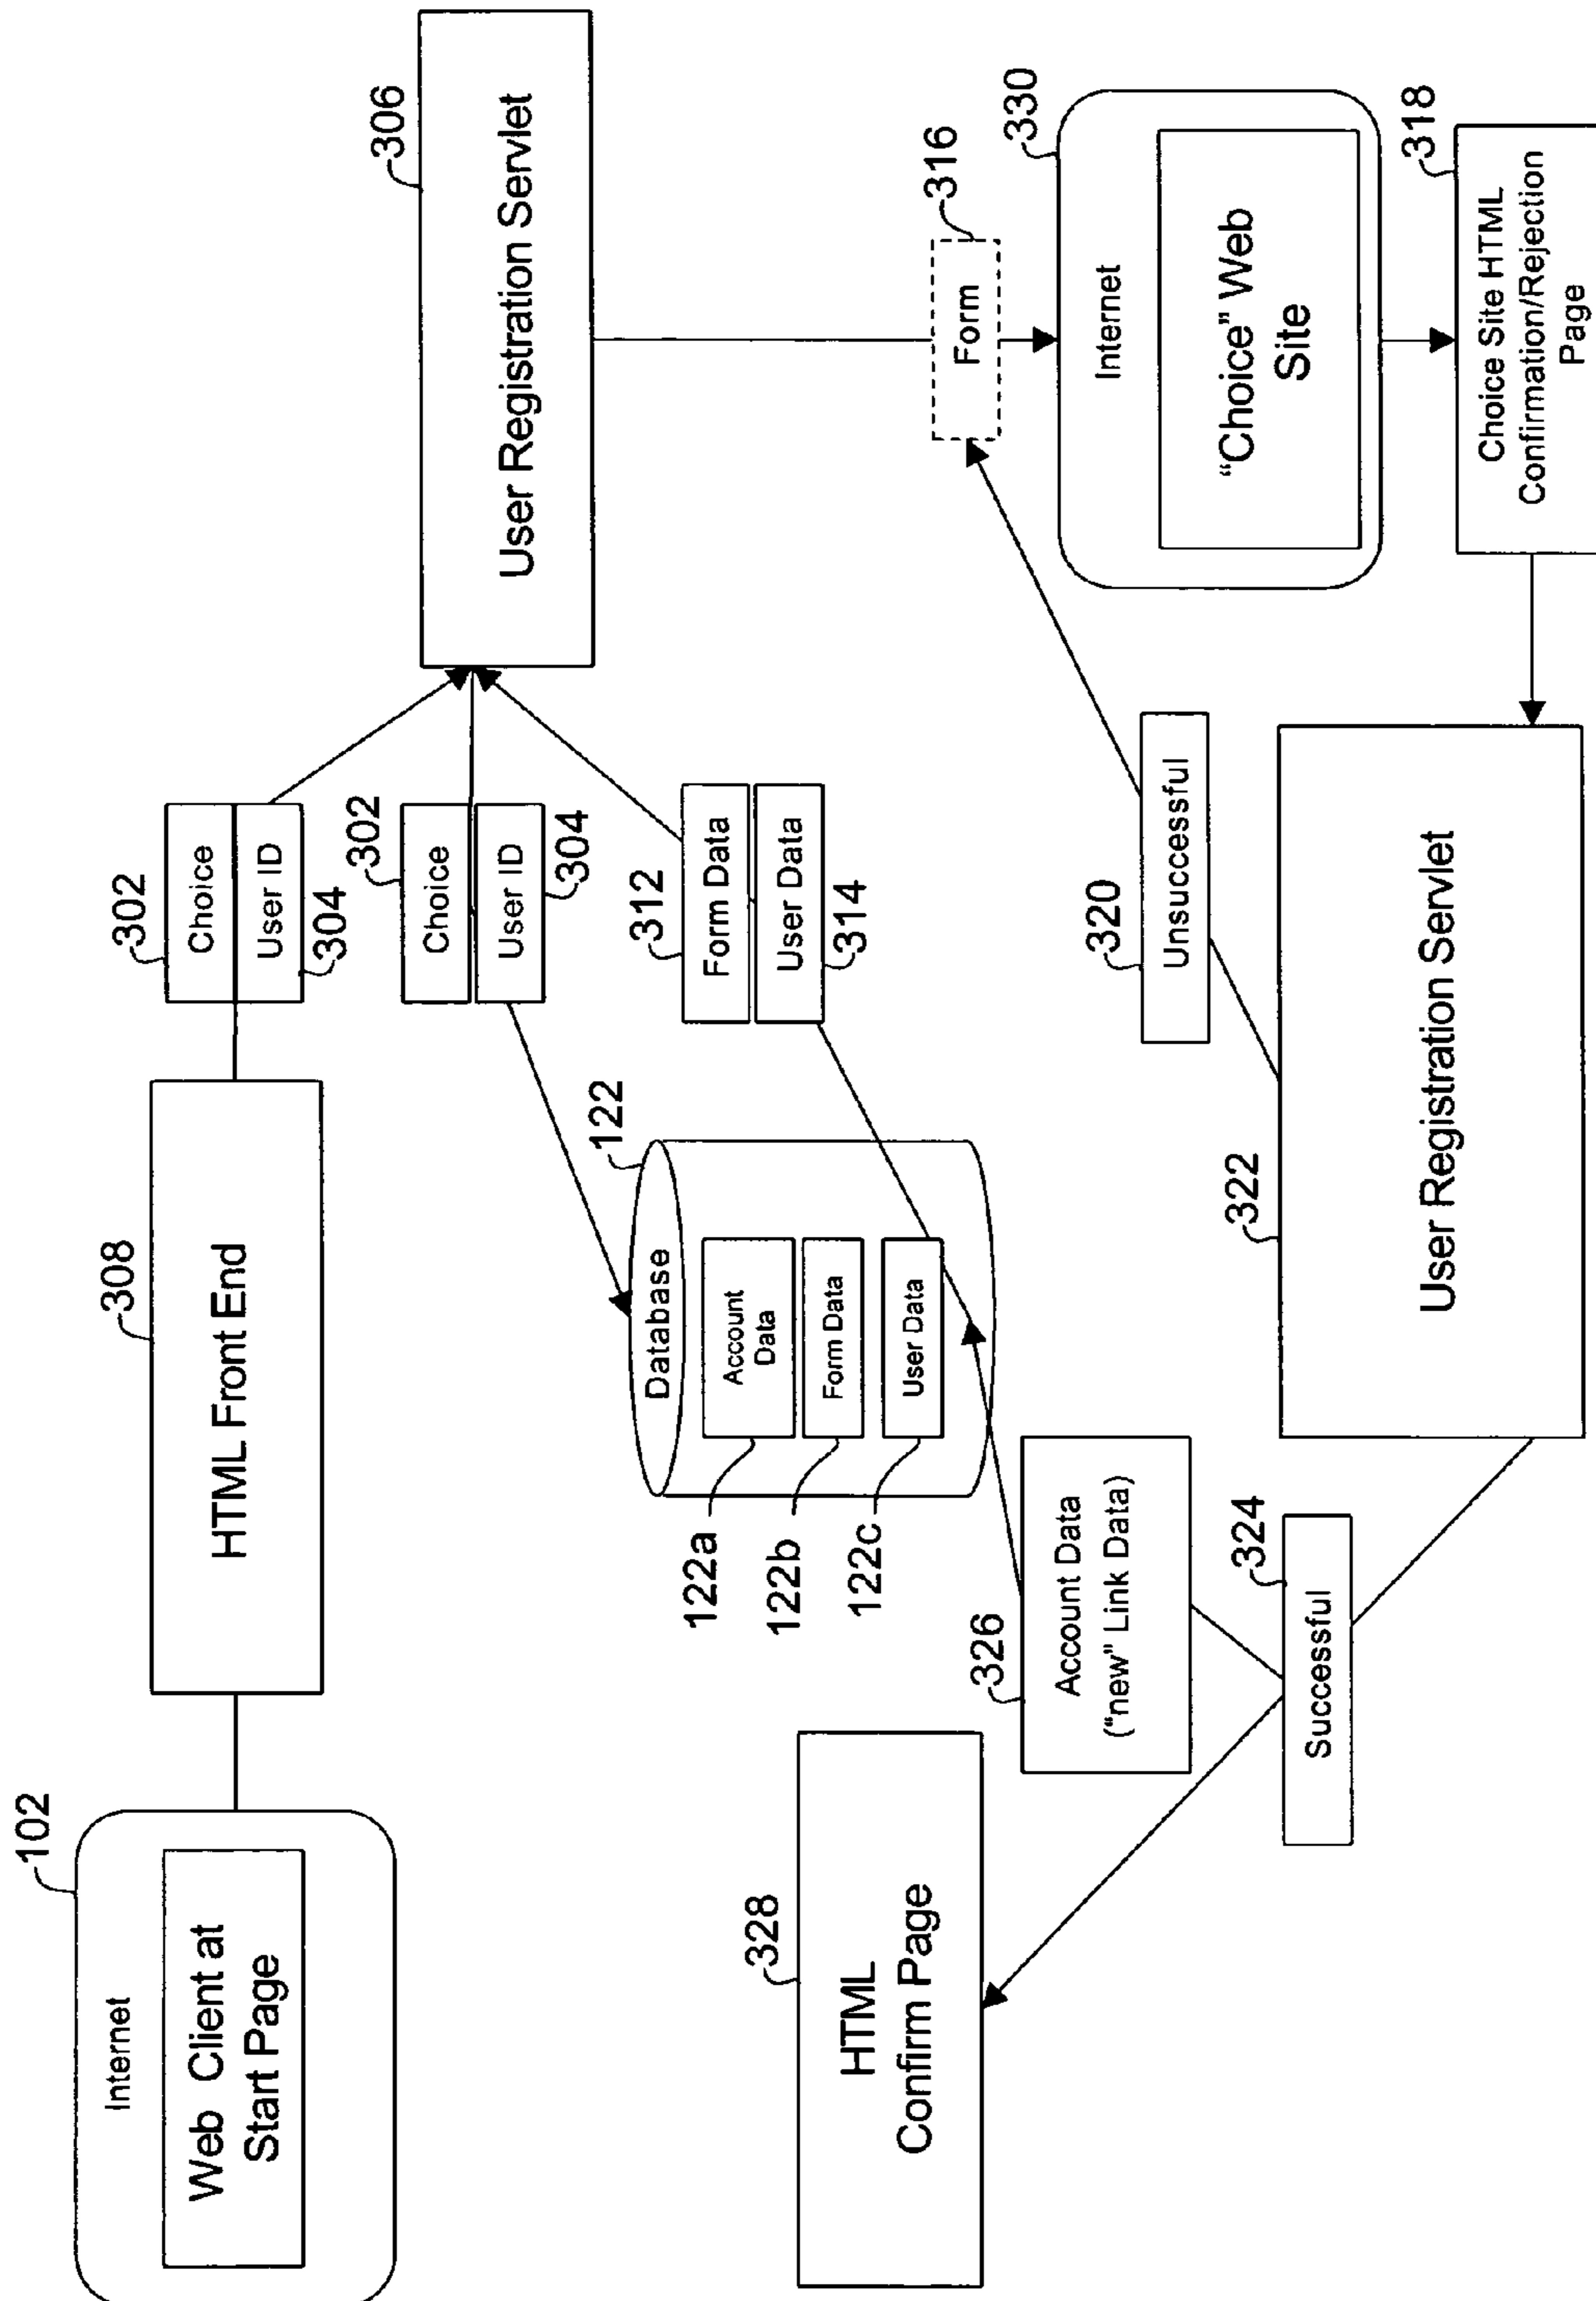 102
Internet
Web Client at
Start Page
308
HTML Front End
302
Choice
User ID
304
306
User Registration Servlet
302
Choice
User ID
304
312
Form Data
User Data
314
122
Database
Account
Data
Form Data
User Data
122a
122b
122c
316
Form
330
Internet
“Choice” Web
Site
318
Choice Site HTML
Confirmation/Rejection
Page
320
Unsuccessful
322
User Registration Servlet
324
Successful
326
Account Data
(“new” Link Data)
328
HTML
Confirm Page